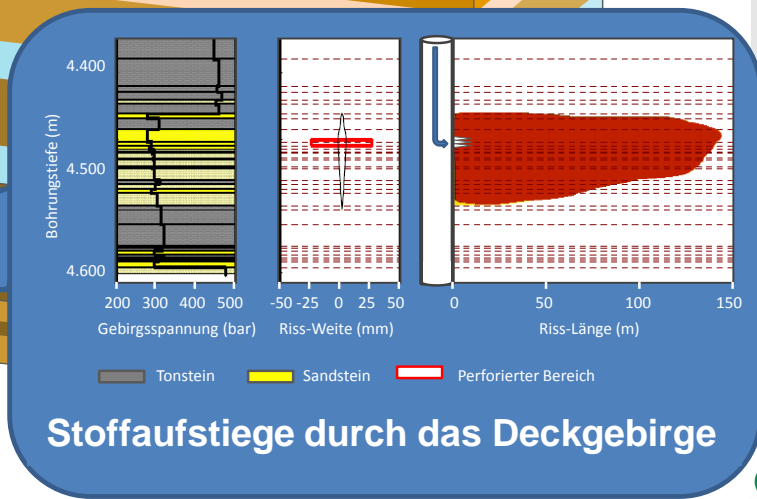 4.400
4.500
4.600
Bohrungstiefe (m)
200 300 400 500
-50 -25 0 25 50
0 50 100 150
Gebirgsspannung (bar) Riss-Weite (mm) Riss-Länge (m)
Tonstein Sandstein Perforierter Bereich
Stoffaufstiege durch das Deckgebirge